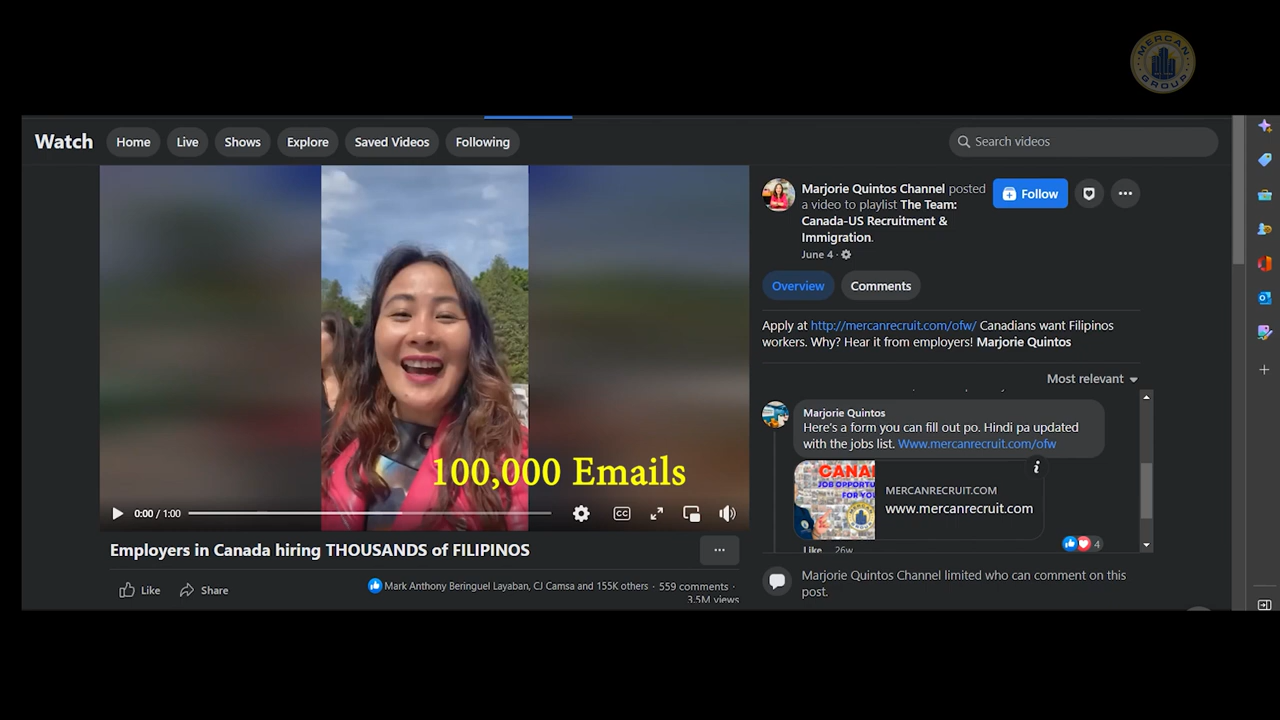 MERCAN
GROUP
Watch
Home
Live
Shows
Explore
Saved Videos
Following
Search videos
100,000 Emails
0:00 / 1:00
CC
Employers in Canada hiring THOUSANDS of FILIPINOS
Like
Share
Mark Anthony Beringuel Layaban, CJ Camsa and 155K others · 559 comments ·
3.5M views
Marjorie Quintos Channel posted
a video to playlist The Team:
Canada-US Recruitment &
Immigration.
June 4 ·
Follow
Overview
Comments
Apply at http://mercanrecruit.com/ofw/ Canadians want Filipinos
workers. Why? Hear it from employers! Marjorie Quintos
Most relevant
Marjorie Quintos
Here's a form you can fill out po. Hindi pa updated
with the jobs list. Www.mercanrecruit.com/ofw
MERCANRECRUIT.COM
www.mercanrecruit.com
Like 26w
4
Marjorie Quintos Channel limited who can comment on this
post.